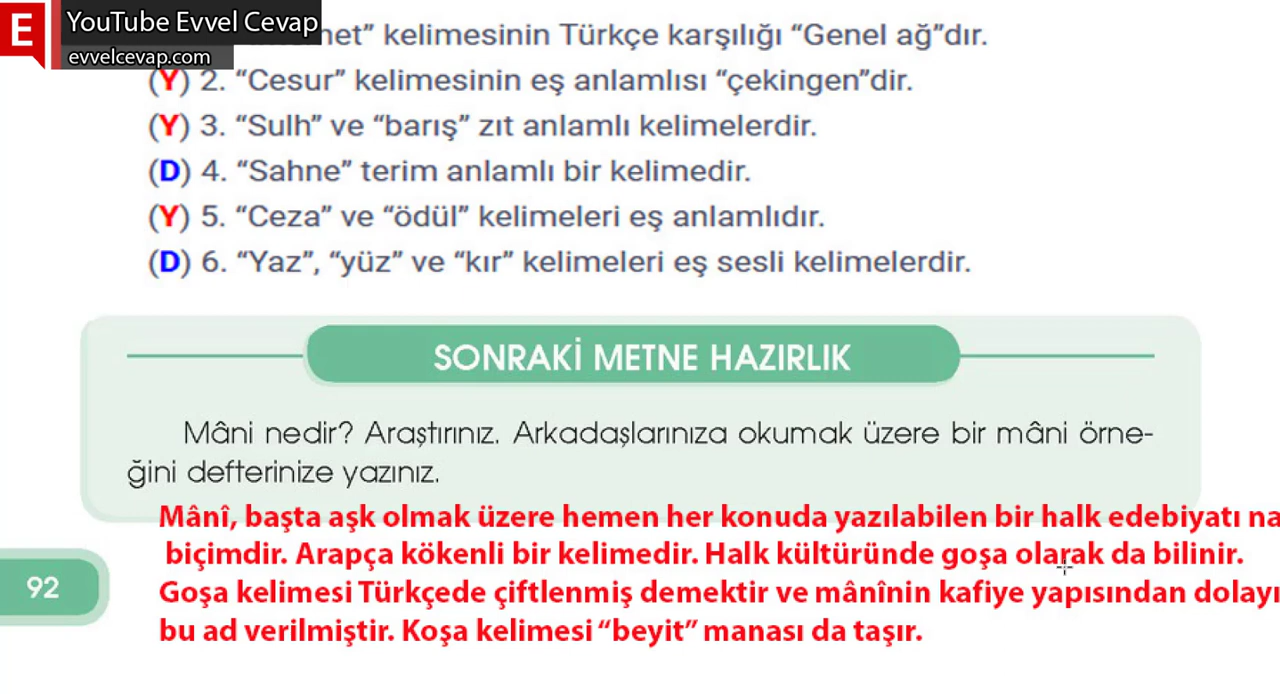 YouTube Evvel Cevap
evvelcevap.com
kelimesinin Türkçe karşılığı “Genel ağ”dır.
(Y) 2. “Cesur” kelimesinin eş anlamlısı “çekingen”dir.
(Y) 3. “Sulh” ve “barış” zıt anlamlı kelimelerdir.
(D) 4. “Sahne” terim anlamlı bir kelimedir.
(Y) 5. “Ceza” ve “ödül” kelimeleri eş anlamlıdır.
(D) 6. “Yaz”, “yüz” ve “kır” kelimeleri eş sesli kelimelerdir.
SONRAKİ METNE HAZIRLIK
Mâni nedir? Araştırınız. Arkadaşlarınıza okumak üzere bir mâni örne-
ğini defterinize yazınız.
Mânî, başta aşk olmak üzere hemen her konuda yazılabilen bir halk edebiyatı
biçimdir. Arapça kökenli bir kelimedir. Halk kültüründe goşa olarak da bilinir.
Goşa kelimesi Türkçede çiftlenmiş demektir ve mânînin kafiye yapısından dolayı
bu ad verilmiştir. Koşa kelimesi “beyit” manası da taşır.
92